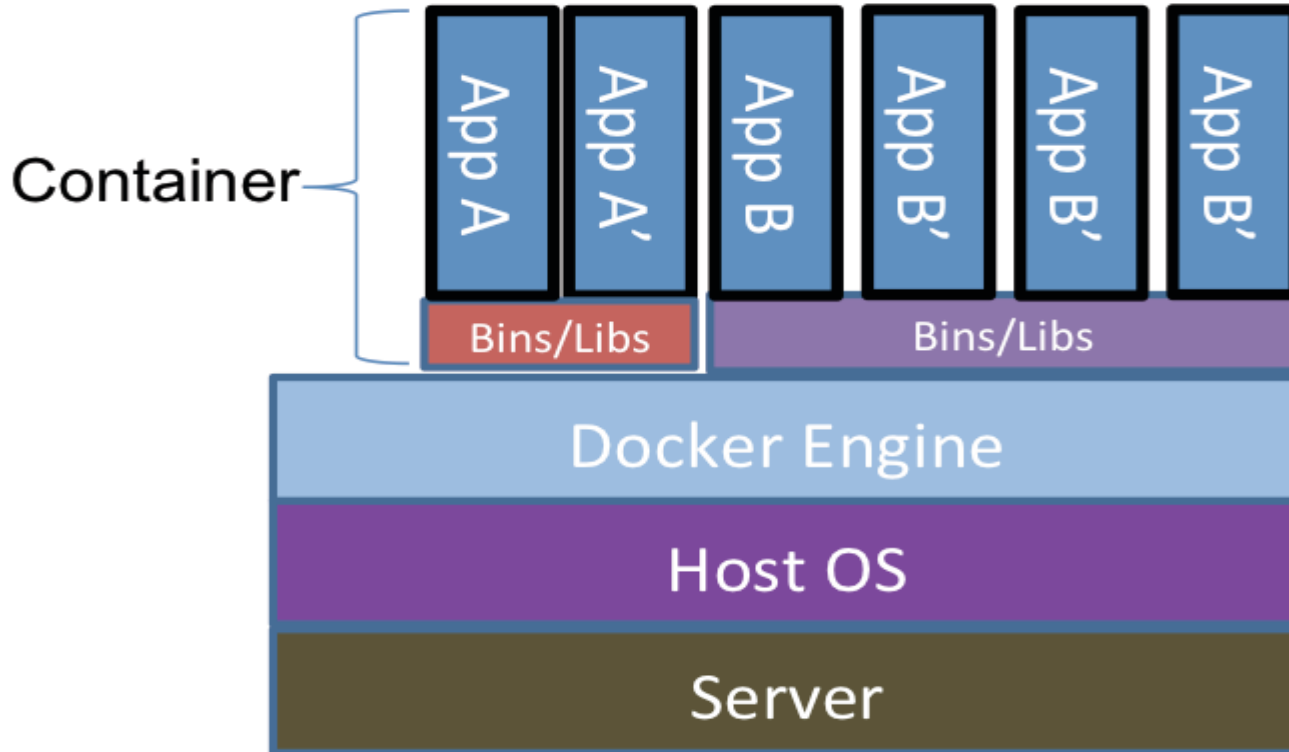 Container
App A
App A’
App B
App B’
App B’
App B’
Bins/Libs
Bins/Libs
Docker Engine
Host OS
Server